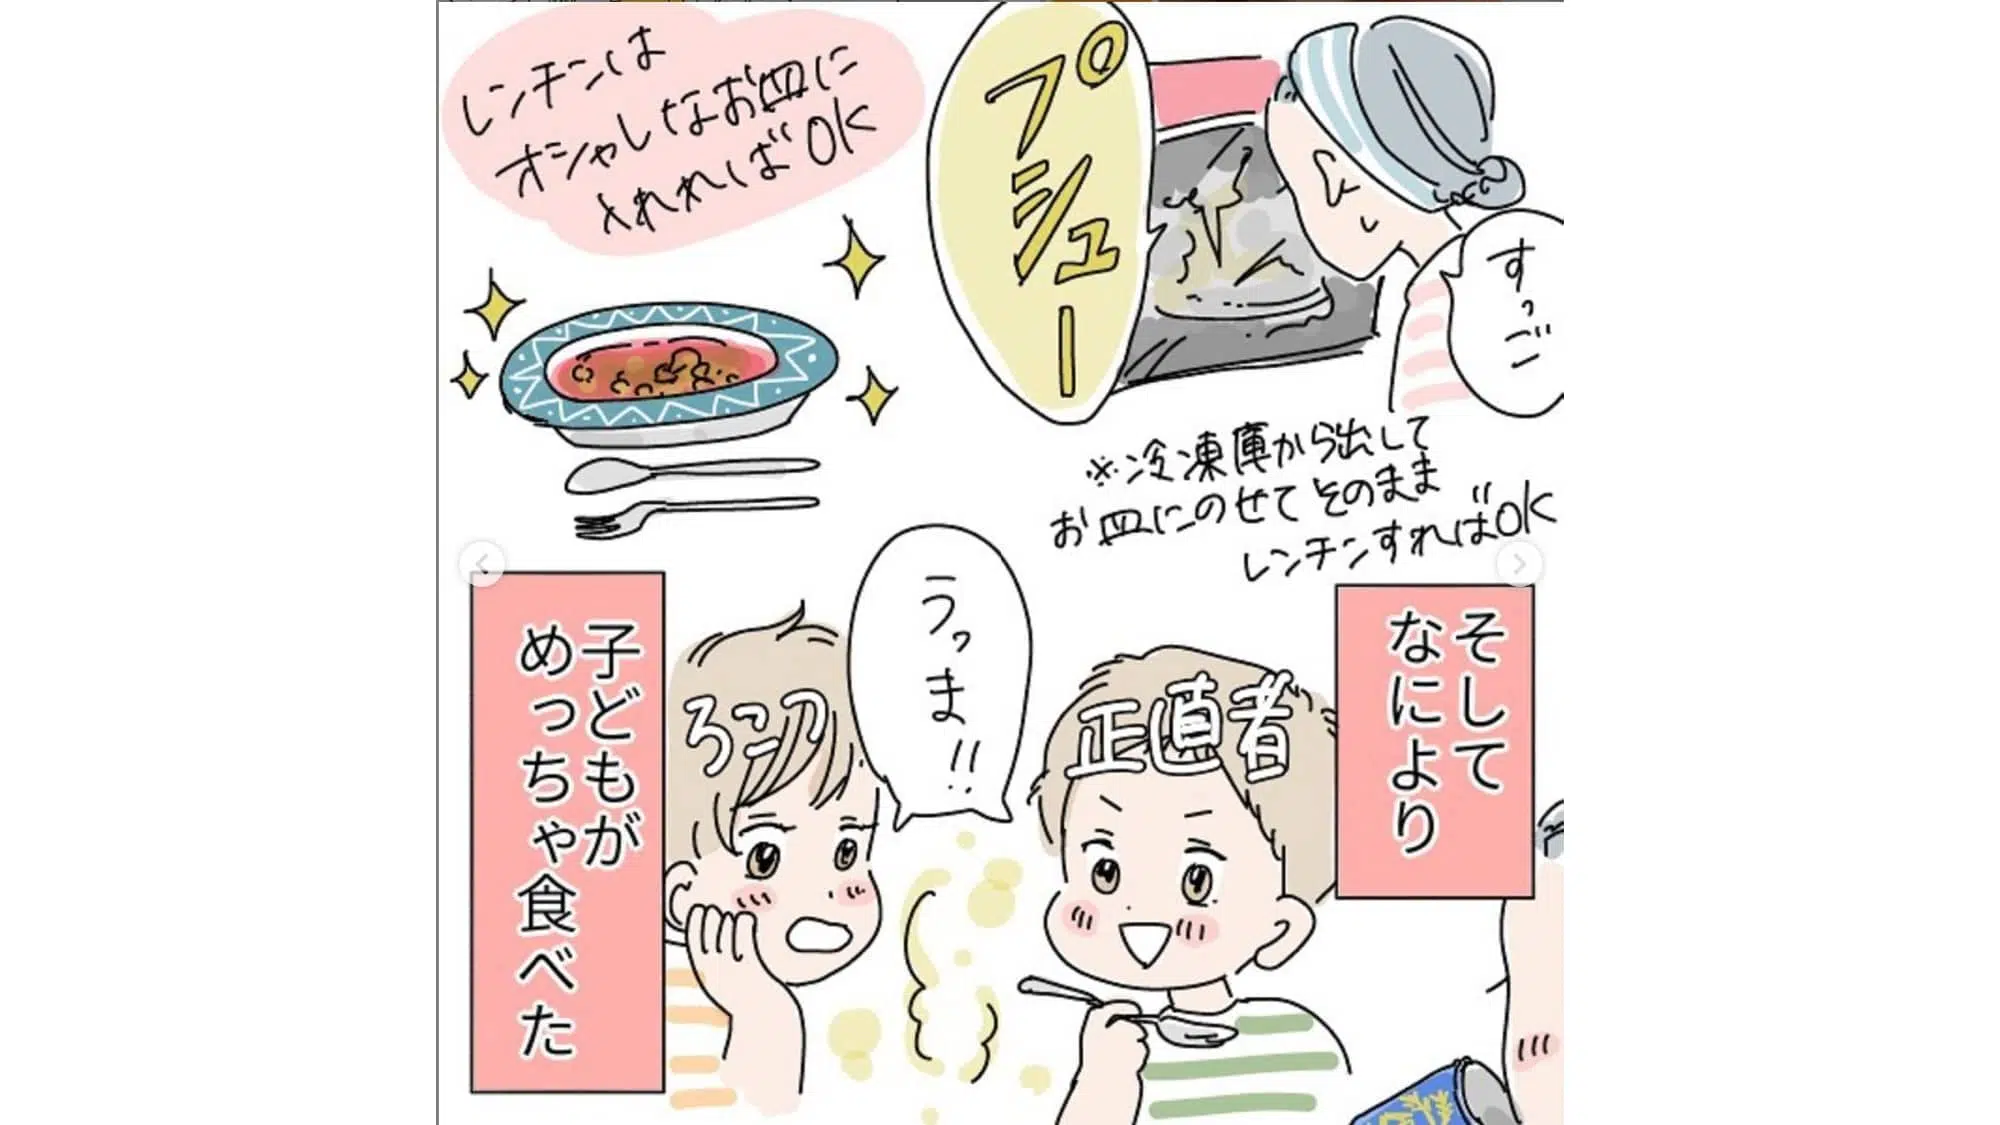 プシュー
すっご
※冷凍庫から出して
お皿にのせてそのまま
レンチンすればOK
レンチンは
オシャレなお皿に
入れればOK
そして
なにより
正直者
うっま!!
子どもが
めっちゃ食べた